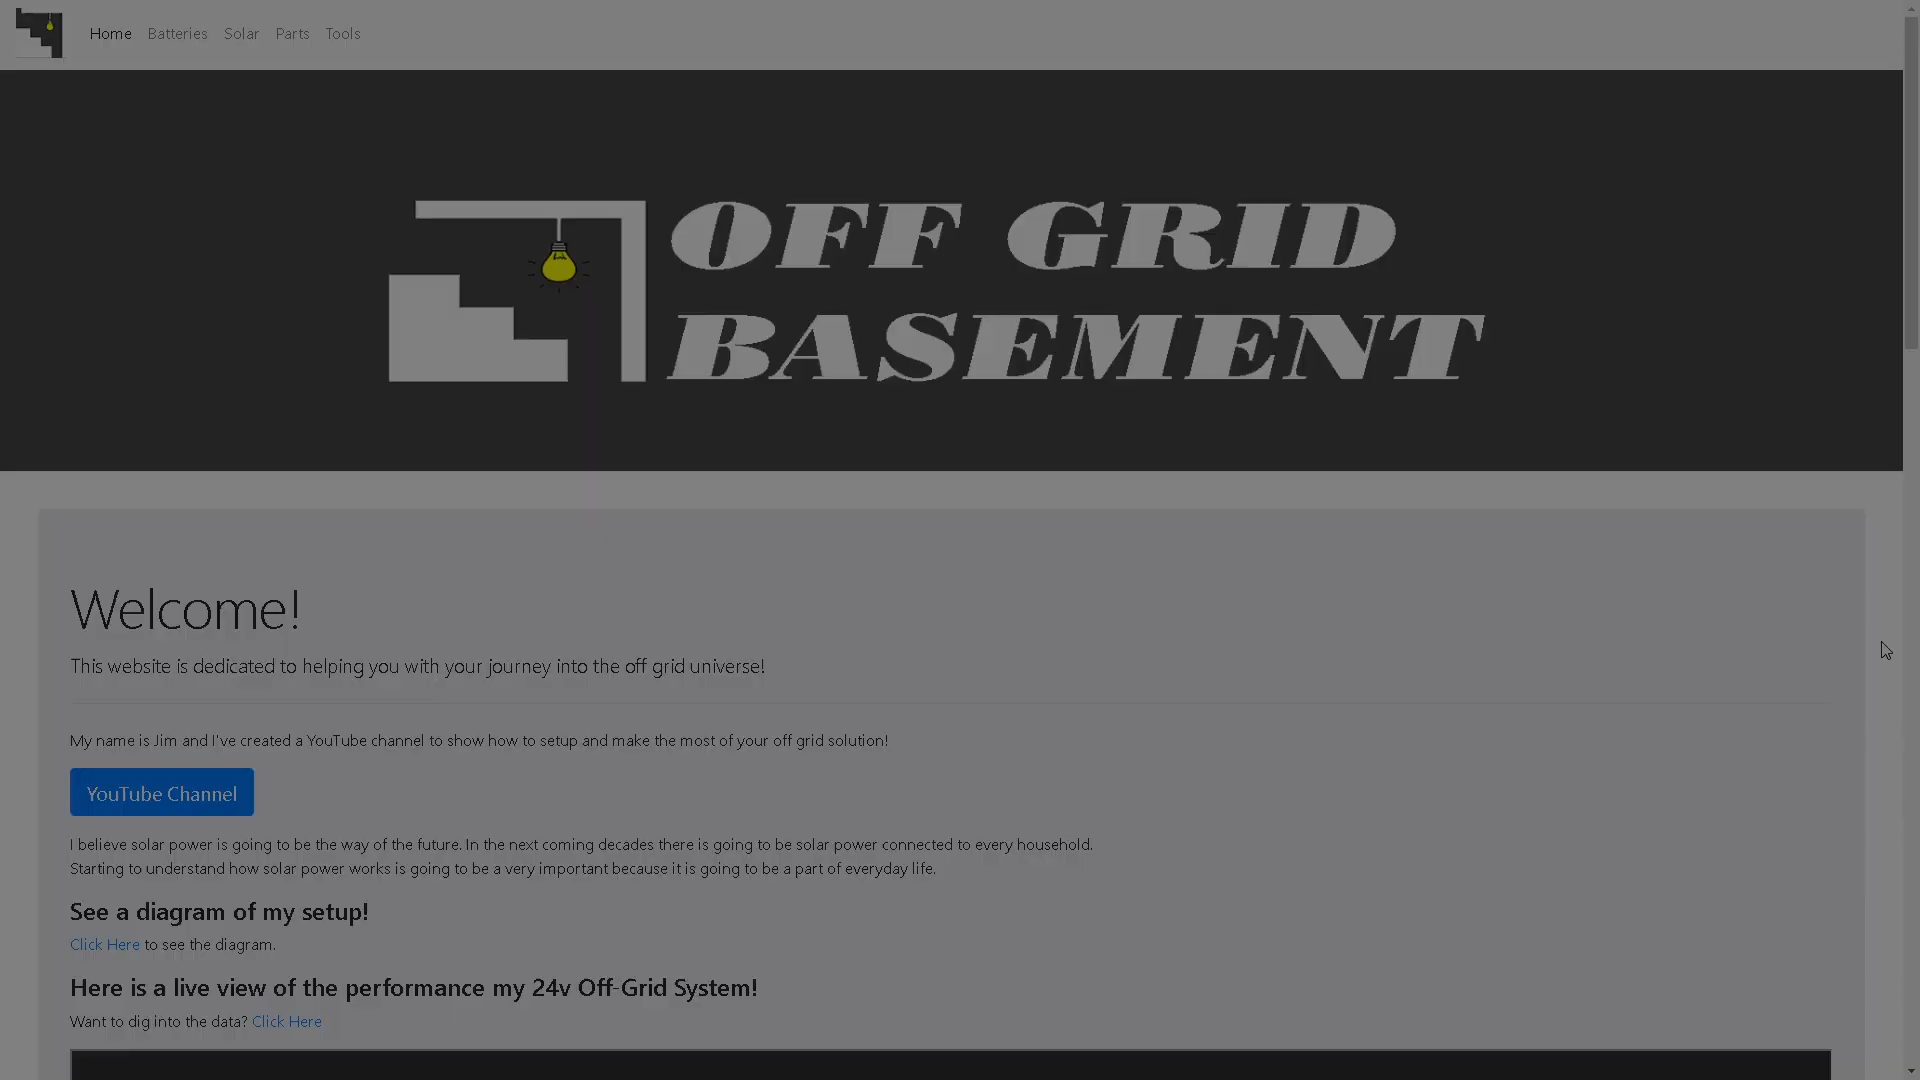 Home Batteries Solar Parts Tools
OFF GRID
BASEMENT
Welcome!
This website is dedicated to helping you with your journey into the off grid universe!
My name is Jim and I've created a YouTube channel to show how to setup and make the most of your off grid solution!
YouTube Channel
I believe solar power is going to be the way of the future. In the next coming decades there is going to be solar power connected to every household.
Starting to understand how solar power works is going to be a very important because it is going to be a part of everyday life.
See a diagram of my setup!
Click Here to see the diagram.
Here is a live view of the performance my 24v Off-Grid System!
Want to dig into the data? Click Here